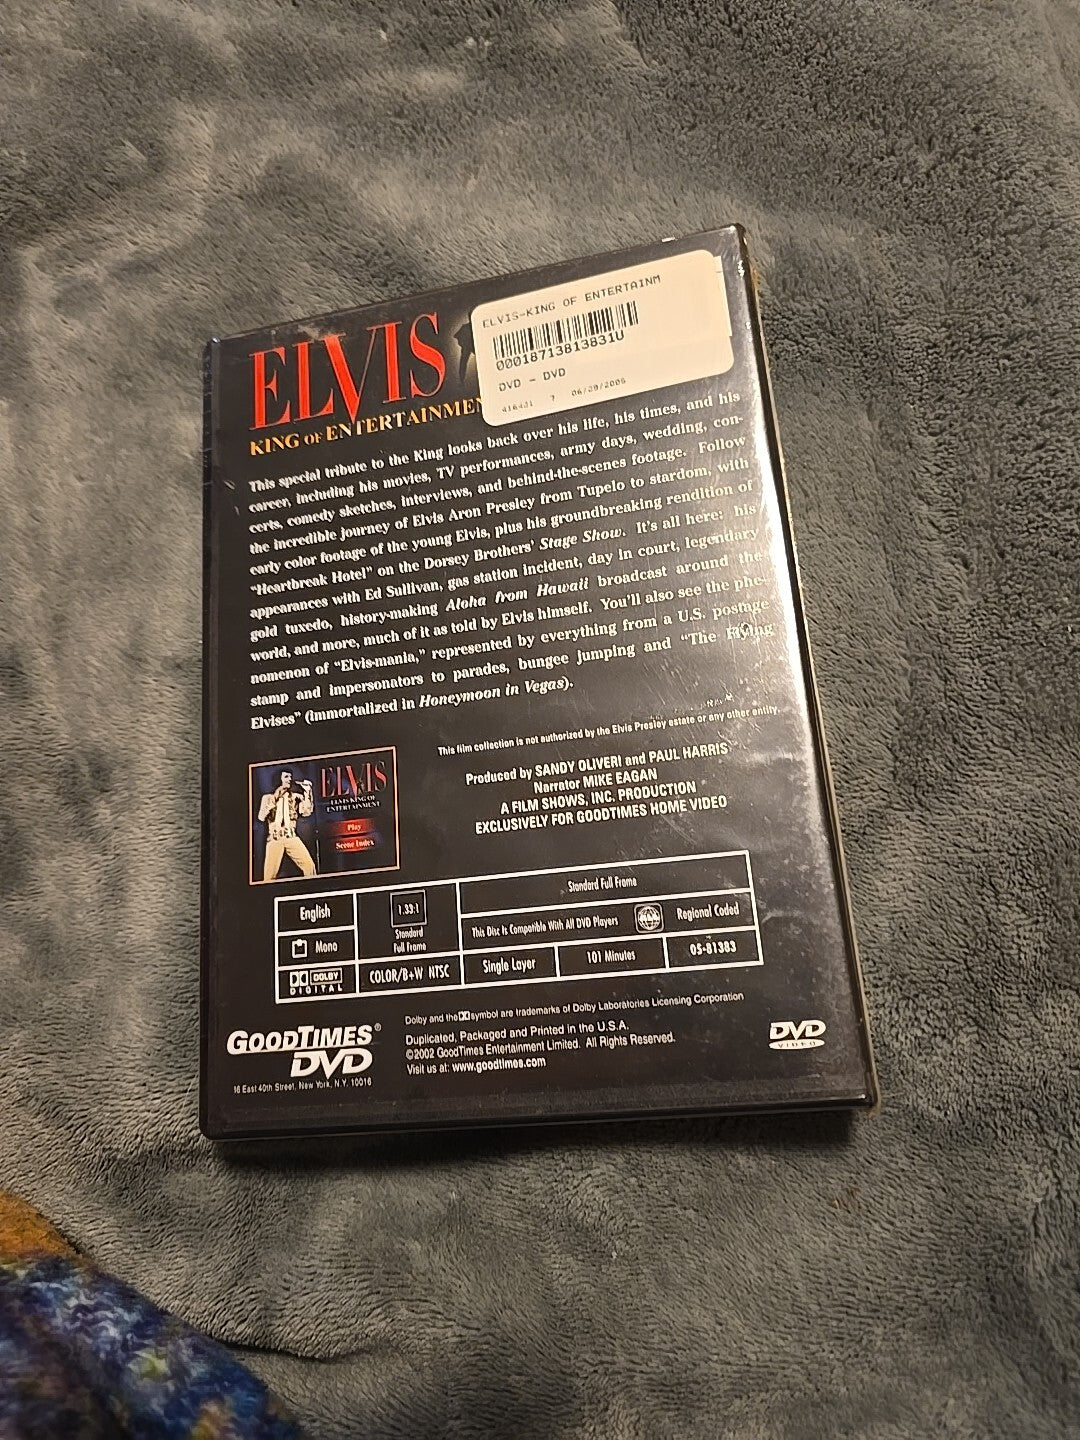 ELVIS-KING OF ENTERTAINM
00018713813831U
DVD - DVD
416431 7 06/29/2006
ELVIS
KING OF ENTERTAINMEN
This special tribute to the King looks back over his life, his times, and his
career, including his movies, TV performances, army days, wedding, con-
certs, comedy sketches, interviews, and behind-the-scenes footage. Follow
the incredible journey of Elvis Aron Presley from Tupelo to stardom, with
early color footage of the young Elvis, plus his groundbreaking rendition of
"Heartbreak Hotel" on the Dorsey Brothers' Stage Show. It's all here: his
appearances with Ed Sullivan, gas station incident, day in court, legendary
gold tuxedo, history-making Aloha from Hawaii broadcast around the
world, and more, much of it as told by Elvis himself. You'll also see the phe-
nomenon of "Elvis-mania," represented by everything from a U.S. postage
stamp and impersonators to parades, bungee jumping and "The Flying
Elvises" (immortalized in Honeymoon in Vegas).
This film collection is not authorized by the Elvis Presley estate or any other entity.
Produced by SANDY OLIVERI and PAUL HARRIS
Narrator MIKE EAGAN
A FILM SHOWS, INC. PRODUCTION
EXCLUSIVELY FOR GOODTIMES HOME VIDEO
ELVIS
ELVIS KING OF
ENTERTAINMENT
Play
Scene Index
English
Mono
DOLBY
DIGITAL
1.33:1
Standard
Full Frame
COLOR/B+W NTSC
Standard Full Frame
This Disc Is Compatible With All DVD Players
Regional Coded
Single Layer
101 Minutes
05-81383
Dolby and the symbol are trademarks of Dolby Laboratories Licensing Corporation
Duplicated, Packaged and Printed in the U.S.A.
©2002 GoodTimes Entertainment Limited. All Rights Reserved.
Visit us at: www.goodtimes.com
GOODTIMES®
DVD
16 East 40th Street, New York, N.Y. 10016
DVD
VIDEO